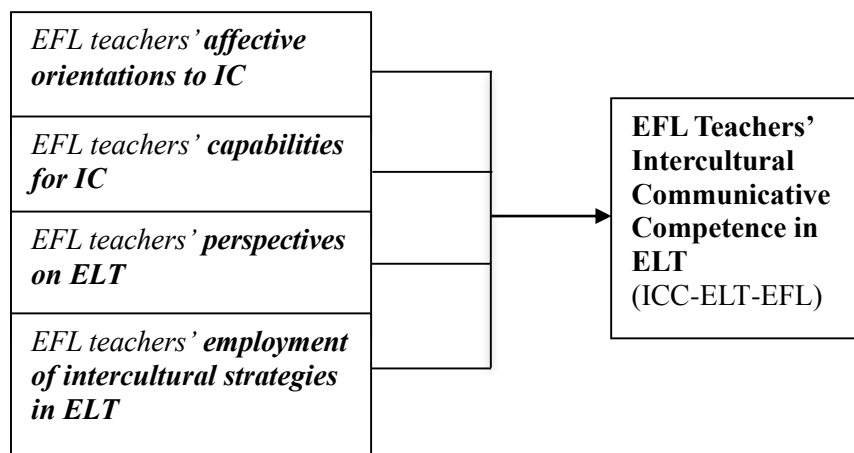 EFL teachers’ affective
orientations to IC
EFL teachers’ capabilities
for IC
EFL teachers’ perspectives
on ELT
EFL teachers’ employment
of intercultural strategies
in ELT
EFL Teachers’
Intercultural
Communicative
Competence in
ELT
(ICC-ELT-EFL)